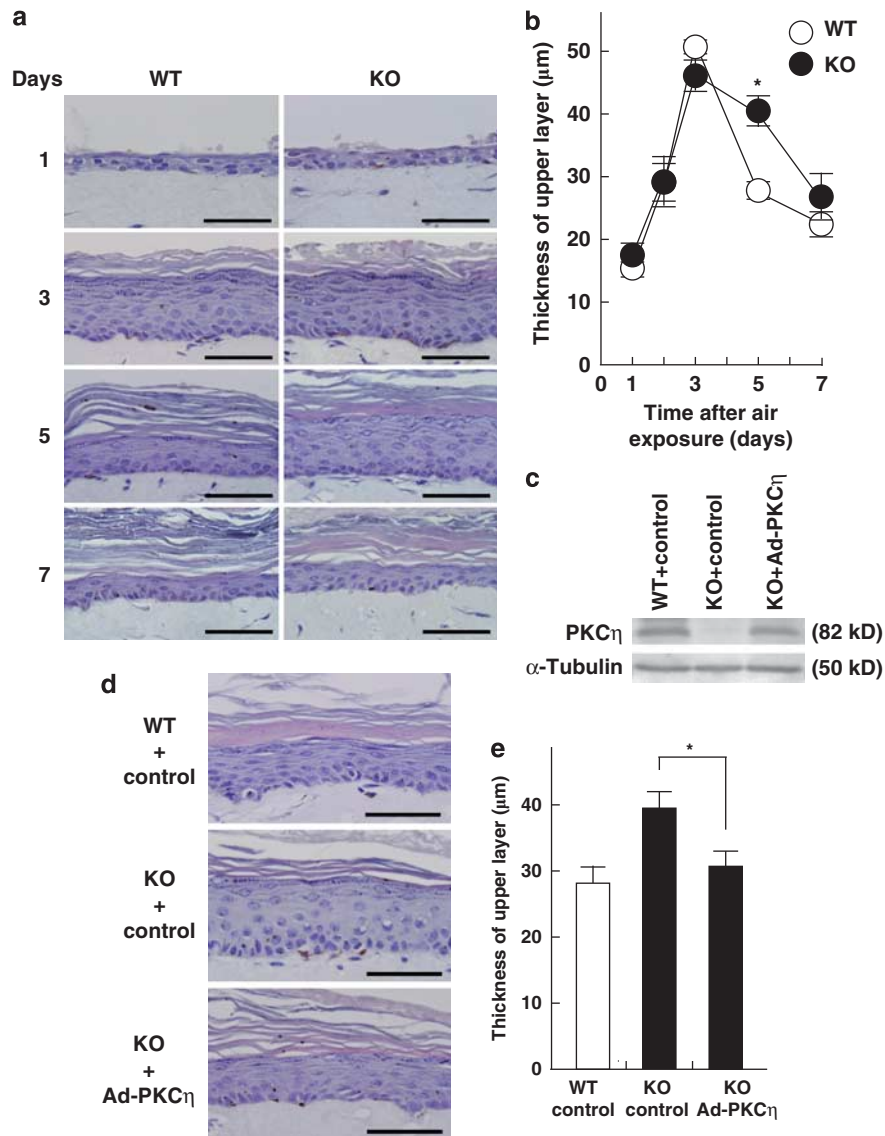 a
Days
WT
KO
1
3
5
7
b
WT
KO
*
Thickness of upper layer (μm)
50
40
30
20
10
0
0 1 3 5 7
Time after air
exposure (days)
c
WT+control
KO+control
KO+Ad-PKCη
PKCη
(82 kD)
α-Tubulin
(50 kD)
d
WT
+
control
KO
+
control
KO
+
Ad-PKCη
e
*
Thickness of upper layer (μm)
40
30
20
10
0
WT
control
KO
control
KO
Ad-PKCη